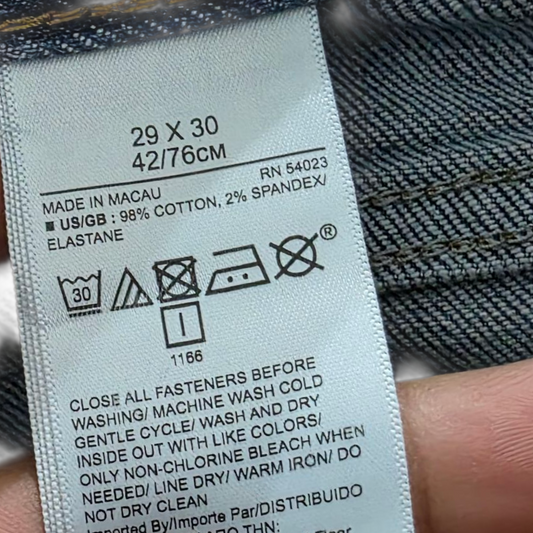 29 X 30
42/76CM
RN 54023
MADE IN MACAU
■ US/GB : 98% COTTON, 2% SPANDEX/
ELASTANE
30
®
1166
CLOSE ALL FASTENERS BEFORE
WASHING/ MACHINE WASH COLD
GENTLE CYCLE/ WASH AND DRY
INSIDE OUT WITH LIKE COLORS/
ONLY NON-CHLORINE BLEACH WHEN
NEEDED/ LINE DRY/ WARM IRON/ DO
NOT DRY CLEAN
Imported By/Importe Par/DISTRIBUIDO